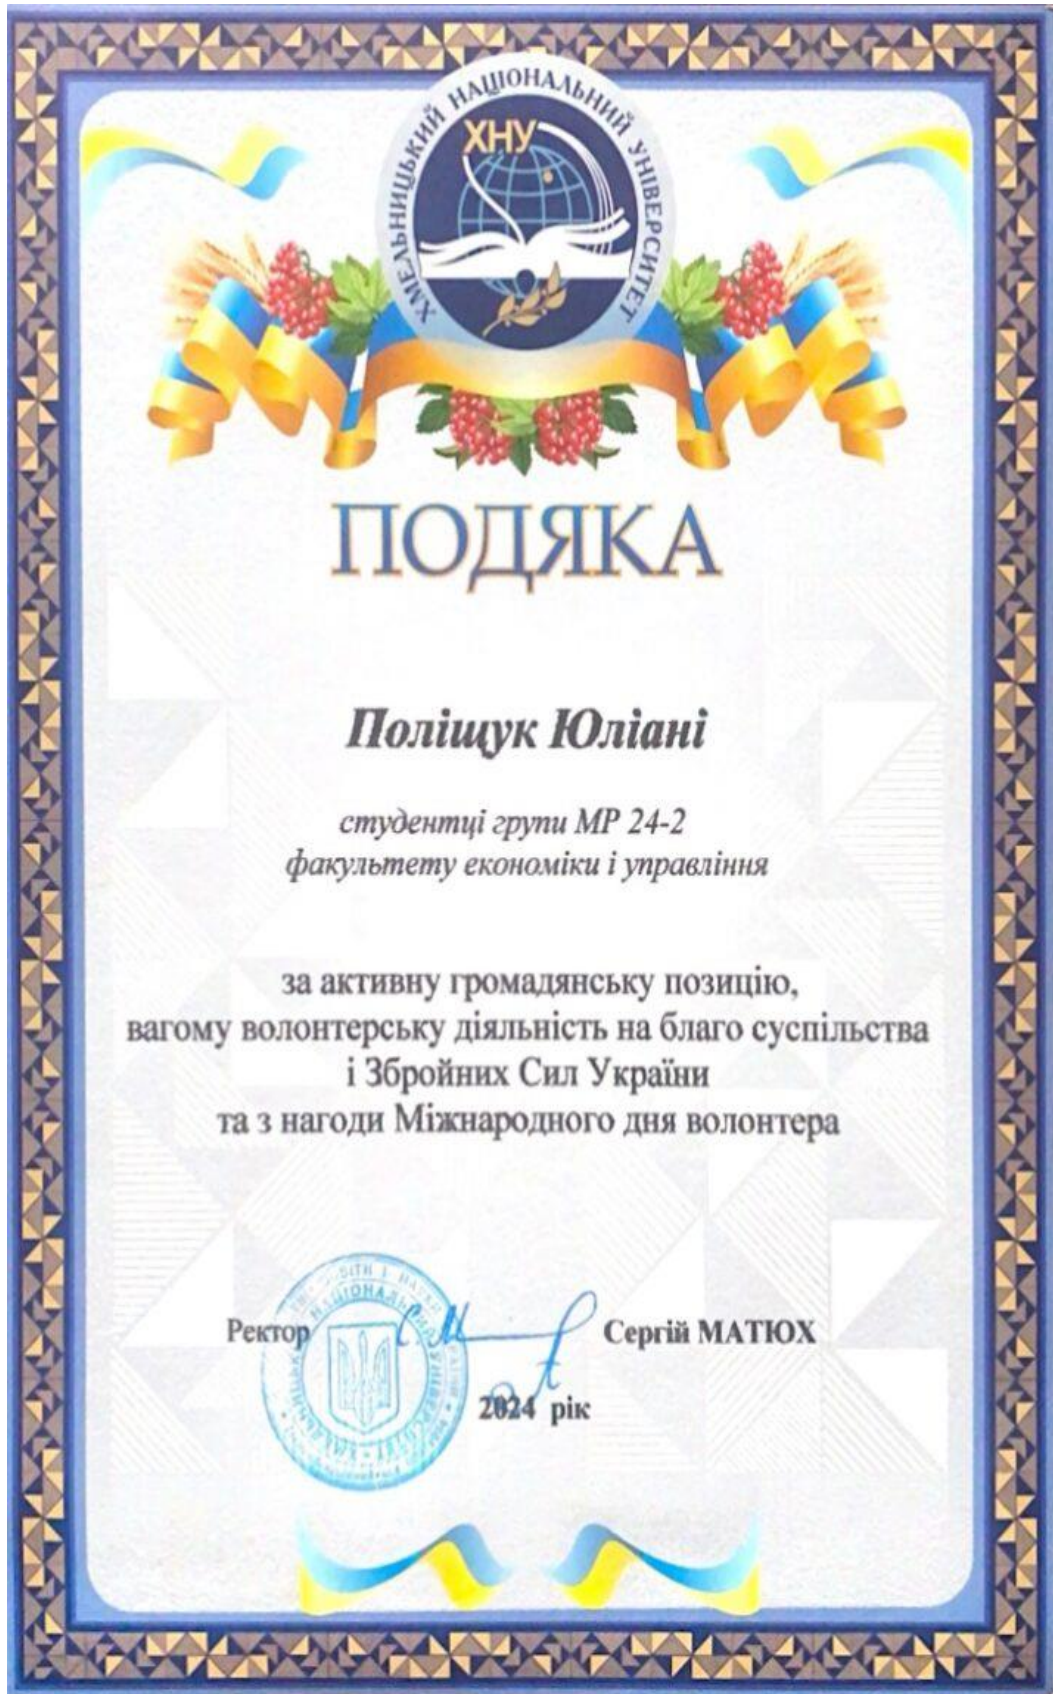 ХМЕЛЬНИЦЬКИЙ НАЦІОНАЛЬНИЙ УНІВЕРСИТЕТ
ХНУ
ПОДЯКА
Поліщук Юліані
студентці групи МР 24-2
факультету економіки і управління
за активну громадянську позицію,
вагому волонтерську діяльність на благо суспільства
і Збройних Сил України
та з нагоди Міжнародного дня волонтера
Ректор Сергій МАТЮХ
2024 рік